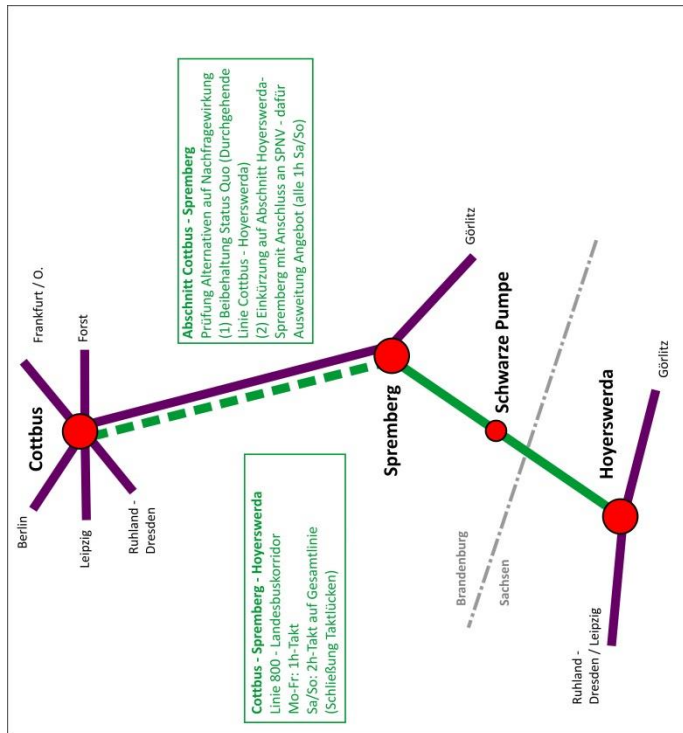 Cottbus
Berlin
Leipzig
Ruhland -
Dresden
Frankfurt / O.
Forst
Abschnitt Cottbus - Spremberg
Prüfung Alternativen auf Nachfragewirkung
(1) Beibehaltung Status Quo (Durchgehende
Linie Cottbus - Hoyerswerda)
(2) Einkürzung auf Abschnitt Hoyerswerda-
Spremberg mit Anschluss an SPNV - dafür
Ausweitung Angebot (alle 1h Sa/So)
Cottbus - Spremberg - Hoyerswerda
Linie 800 - Landesbuskorridor
Mo-Fr: 1h-Takt
Sa/So: 2h-Takt auf Gesamtlinie
(Schließung Taktlücken)
Spremberg
Görlitz
Schwarze Pumpe
Brandenburg
Sachsen
Hoyerswerda
Görlitz
Ruhland -
Dresden / Leipzig